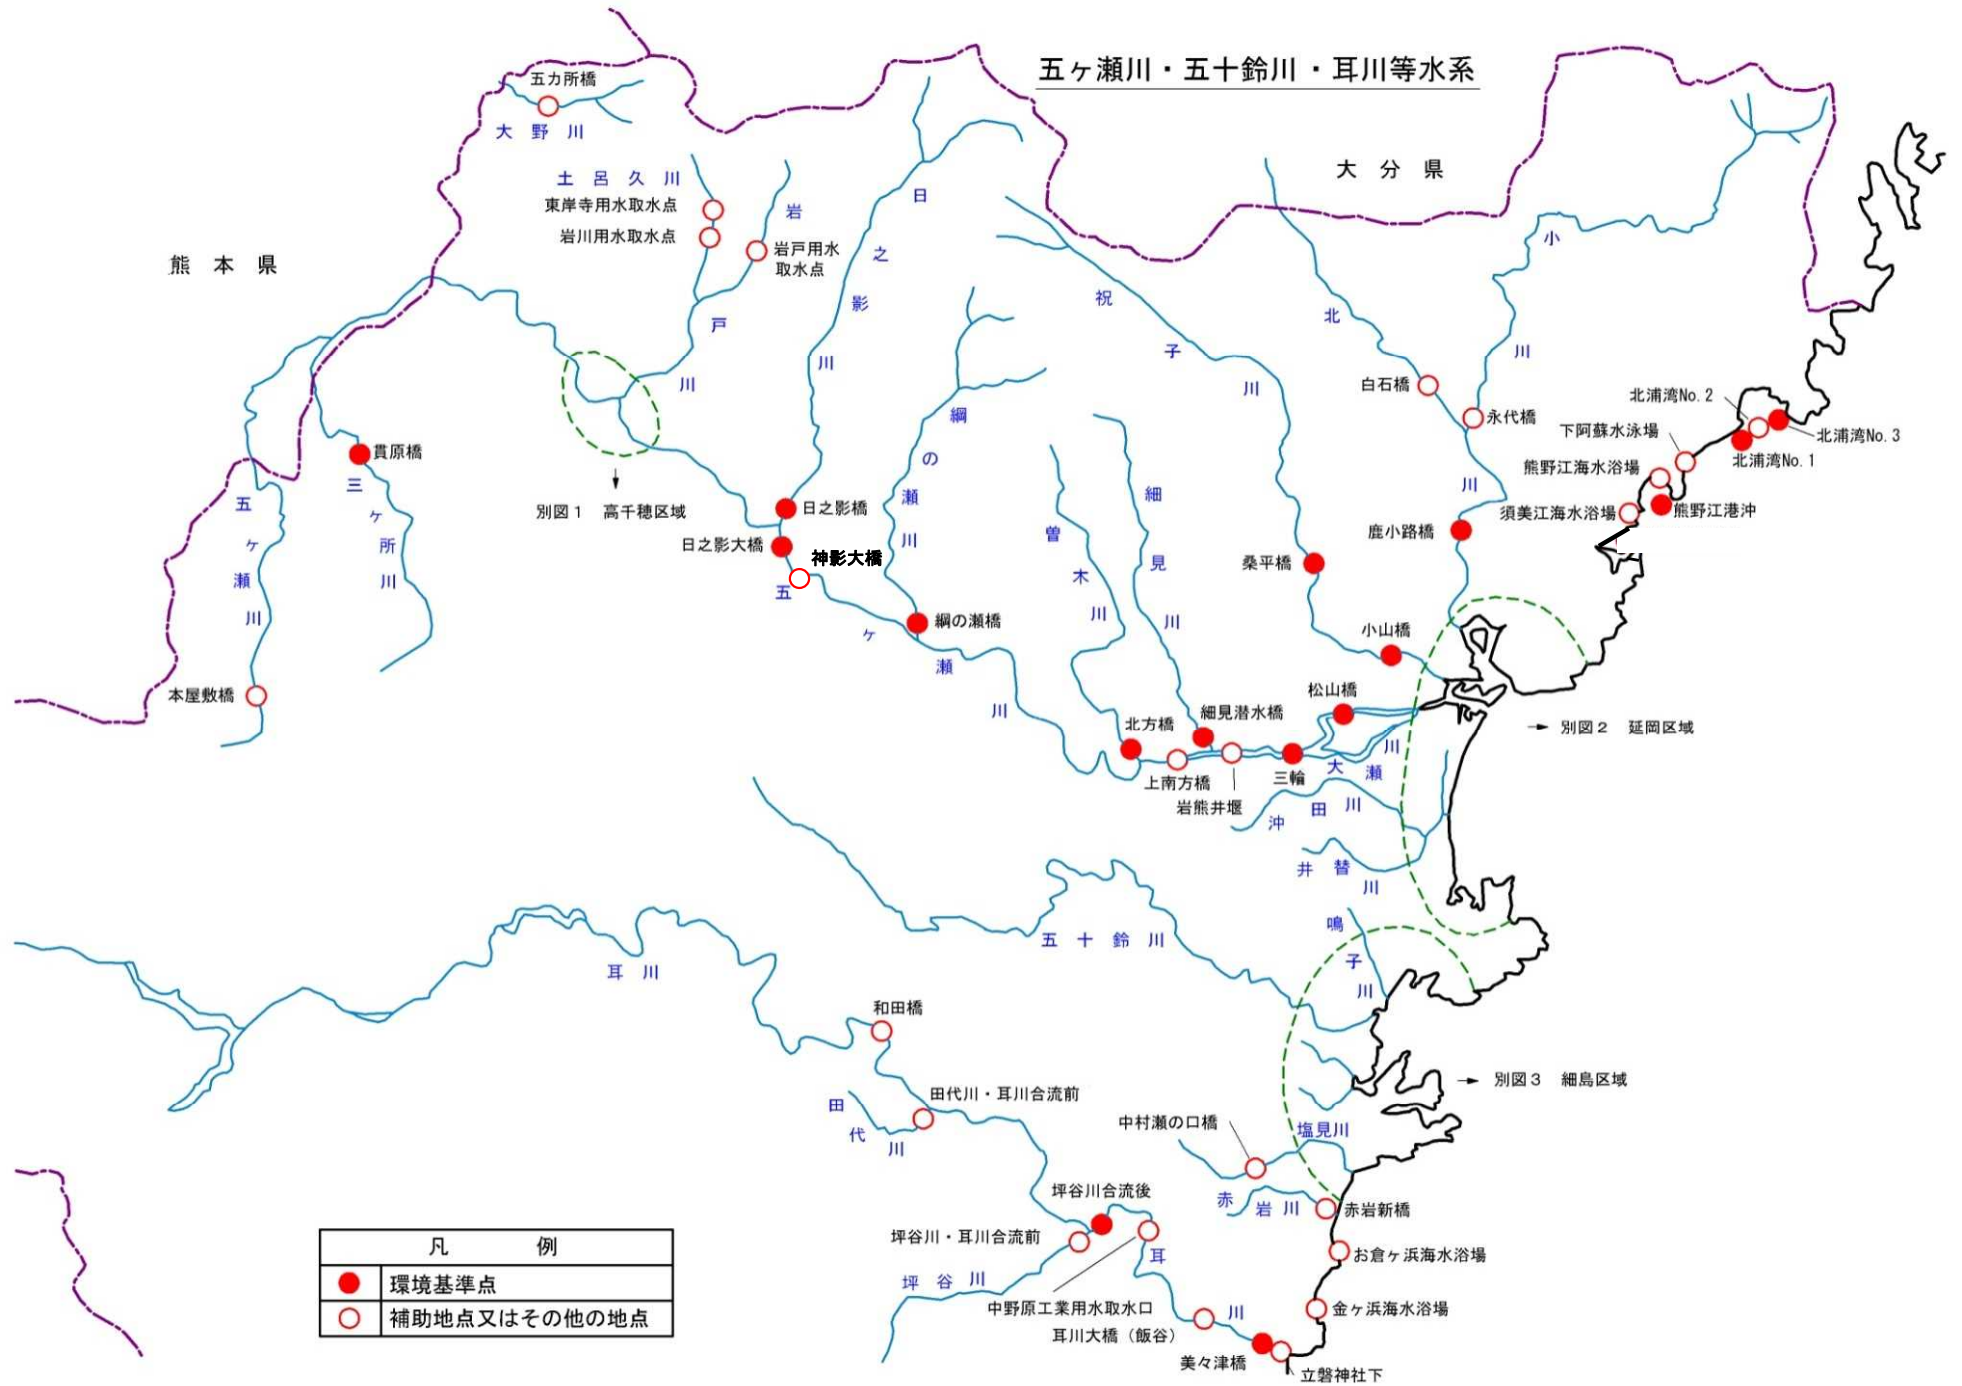 五ヶ瀬川・五十鈴川・耳川等水系
五カ所橋
大野川
大分県
熊本県
土呂久川
東岸寺用水取水点
岩川用水取水点
岩戸川
岩戸用水
取水点
日之影川
祝子川
北川
小川
白石橋
永代橋
北浦湾No.2
北浦湾No.3
北浦湾No.1
下阿蘇水泳場
熊野江海水浴場
熊野江港沖
須美江海水浴場
貫原橋
三ヶ所川
五ヶ瀬川
本屋敷橋
別図1 高千穂区域
日之影橋
日之影大橋
神影大橋
五ヶ瀬川
綱の瀬川
綱の瀬橋
曽木川
細見川
桑平橋
鹿小路橋
小山橋
松山橋
北方橋
細見潜水橋
上南方橋
岩熊井堰
三輪
大瀬川
沖田川
井替川
別図2 延岡区域
五十鈴川
鳴子川
耳川
和田橋
田代川・耳川合流前
田代川
別図3 細島区域
中村瀬の口橋
塩見川
赤岩川
赤岩新橋
坪谷川合流後
坪谷川・耳川合流前
坪谷川
お倉ヶ浜海水浴場
金ヶ浜海水浴場
中野原工業用水取水口
耳川
耳川大橋(飯谷)
美々津橋
立磐神社下
凡例
環境基準点
補助地点又はその他の地点